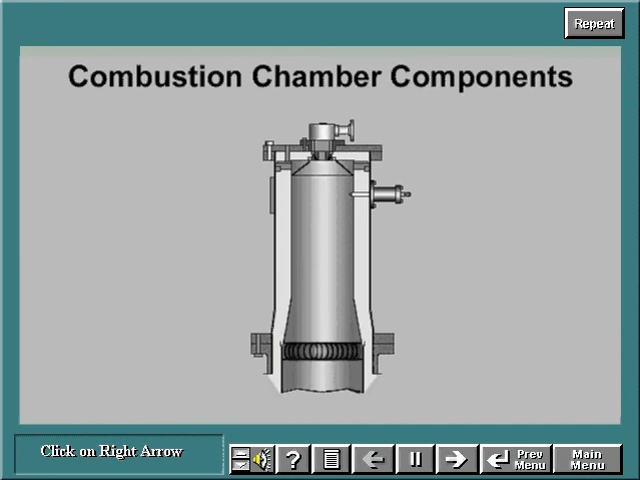 Repeat
Combustion Chamber Components
Click on Right Arrow
?
Prev
Menu
Main
Menu